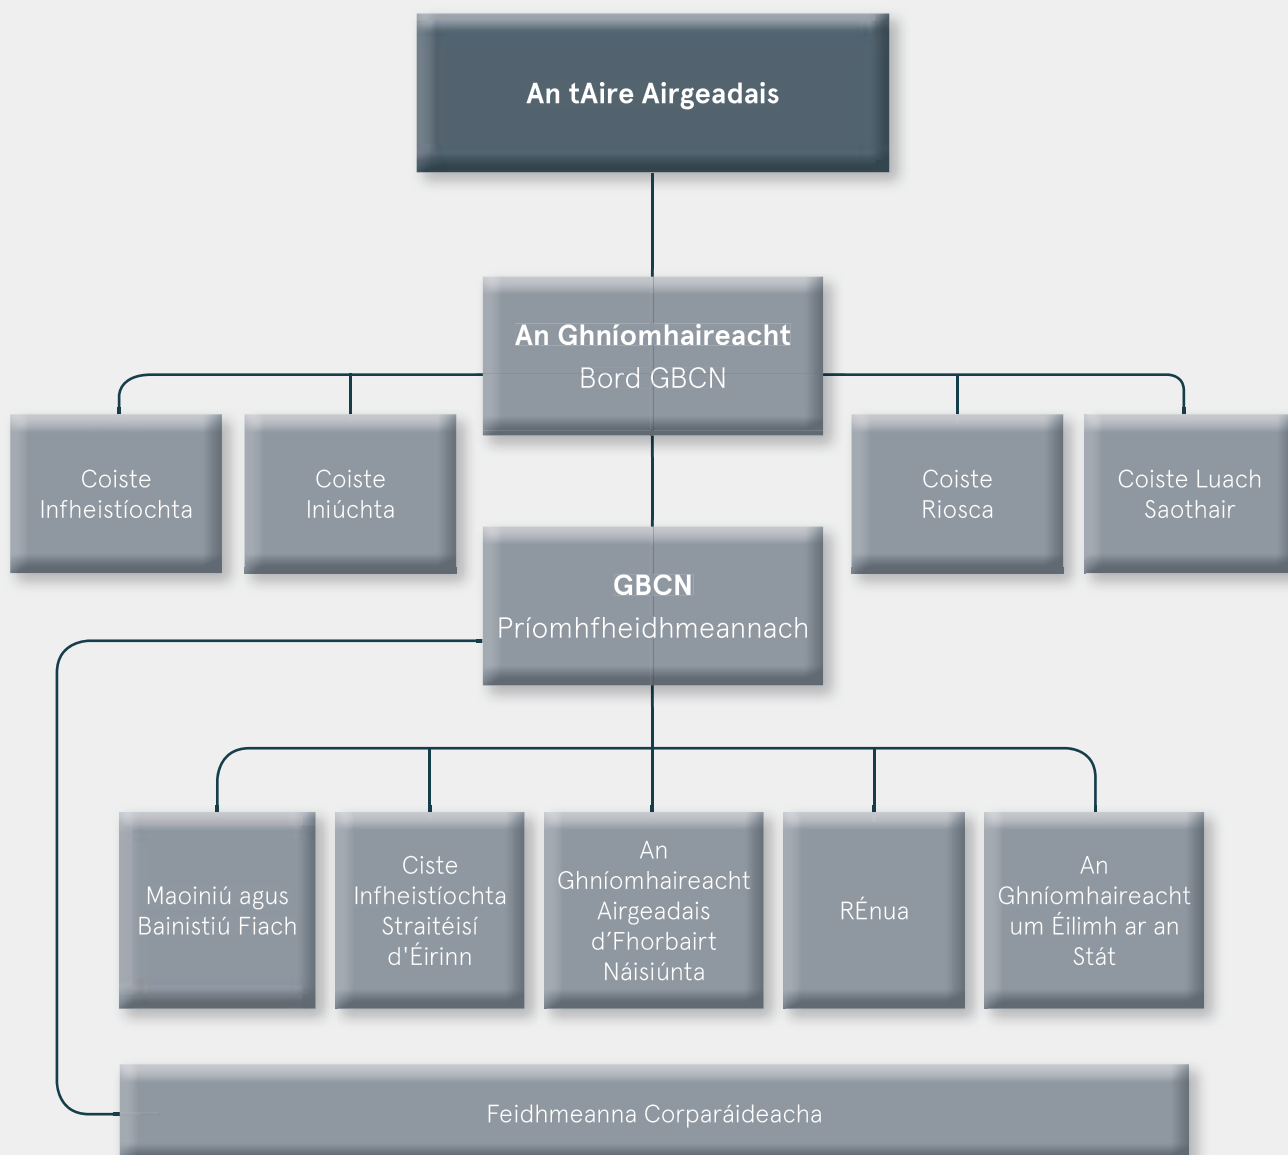 An tAire Airgeadais
An Ghníomhaireacht
Bord GBCN
Coiste
Infheistíochta
Coiste
Iniúchta
Coiste
Riosca
Coiste Luach
Saothair
GBCN
Príomhfheidhmeannach
Maoiniú agus
Bainistiú Fiach
Ciste
Infheistíochta
Straitéisí
d'Éirinn
An
Ghníomhaireacht
Airgeadais
d’Fhorbairt
Náisiúnta
RÉnua
An
Ghníomhaireacht
um Éilimh ar an
Stát
Feidhmeanna Corparáideacha